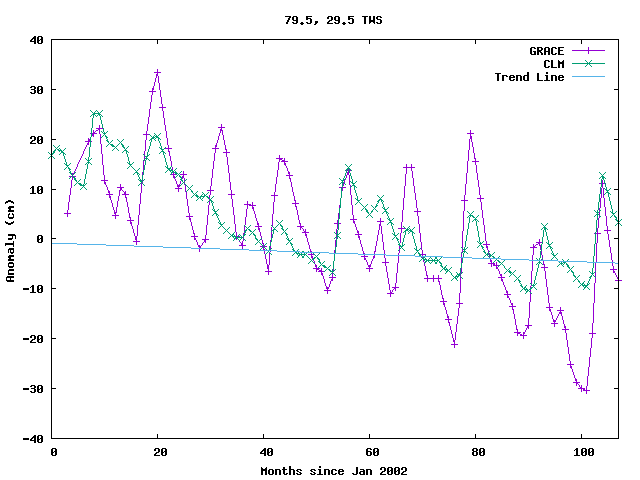 79.5, 29.5 TWS
GRACE
CLM
Trend Line
40
30
20
10
0
-10
-20
-30
-40
Anomaly (cm)
0 20 40 60 80 100
Months since Jan 2002